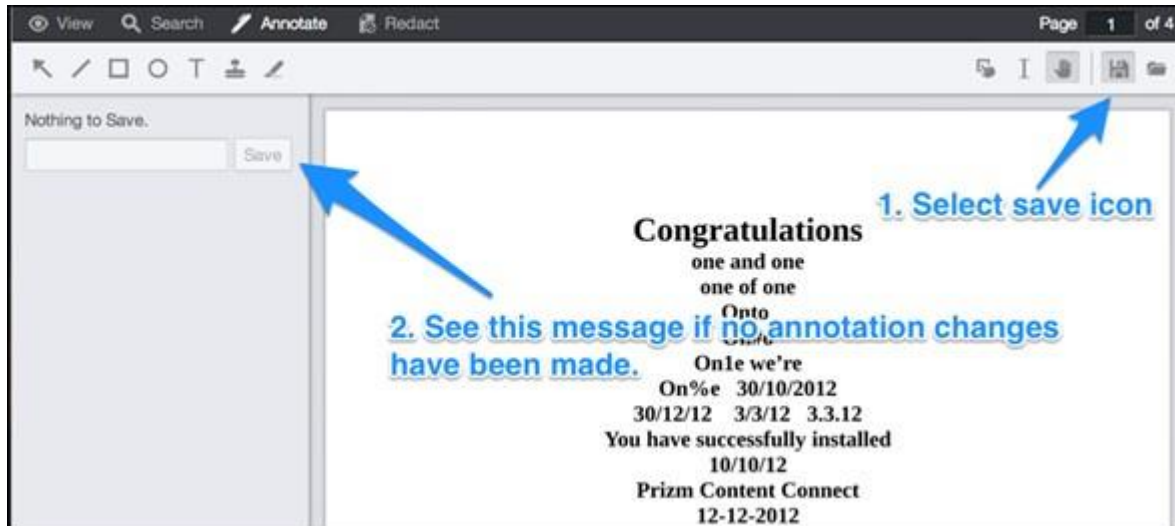 View Search Annotate Redact Page 1 of 4
T
Nothing to Save.
Save
1. Select save icon
Congratulations
one and one
one of one
Onto
2. See this message if no annotation changes
have been made.
On1e we're
On%e 30/10/2012
30/12/12 3/3/12 3.3.12
You have successfully installed
10/10/12
Prizm Content Connect
12-12-2012